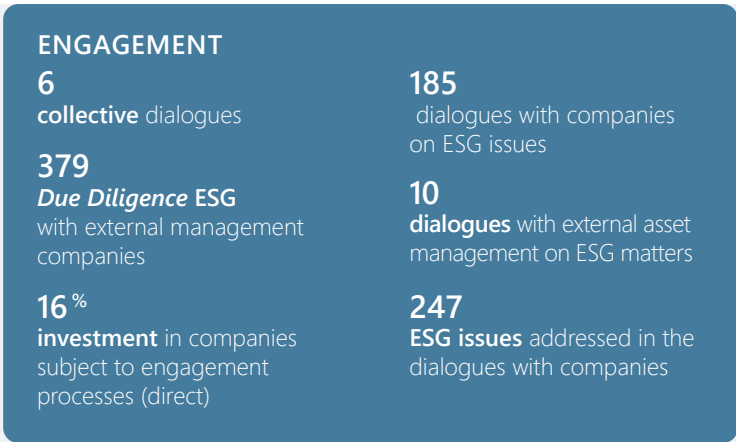 ENGAGEMENT
6
collective dialogues
379
Due Diligence ESG
with external management
companies
16 %
investment in companies
subject to engagement
processes (direct)
185
dialogues with companies
on ESG issues
10
dialogues with external asset
management on ESG matters
247
ESG issues addressed in the
dialogues with companies